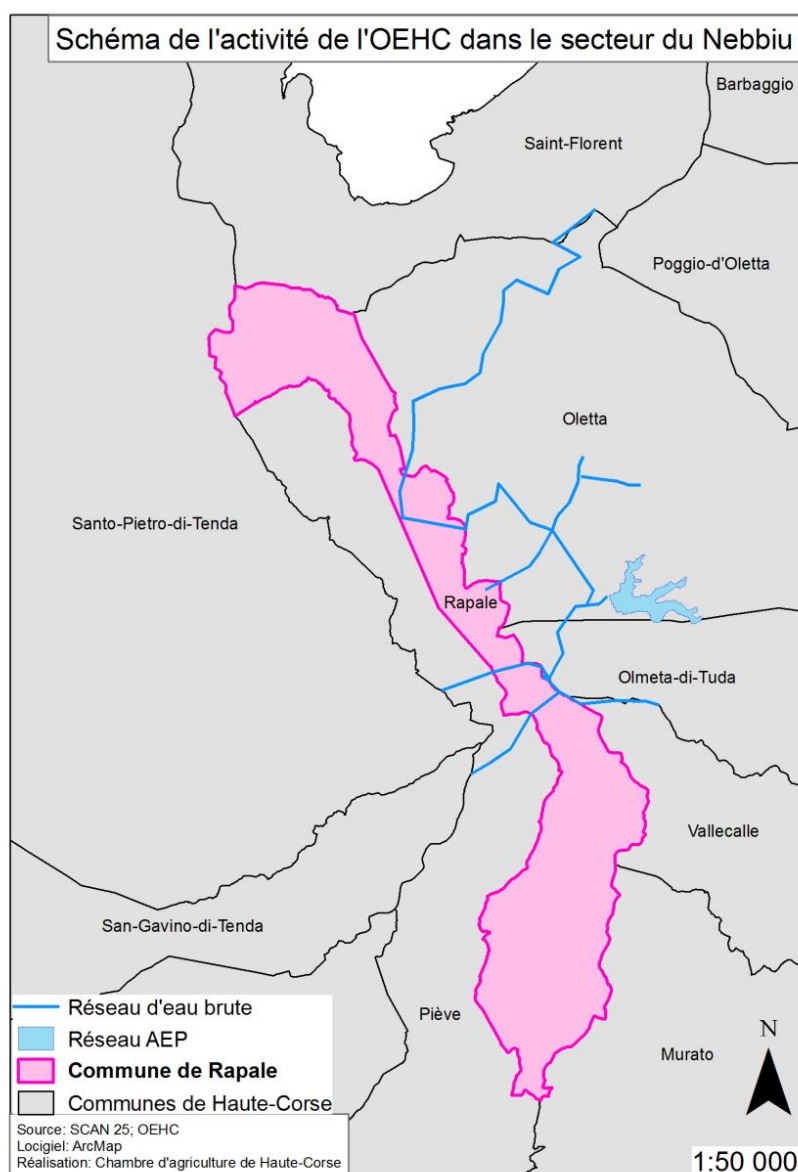 Schéma de l'activité de l'OEHC dans le secteur du Nebbiu
Barbaggio
Saint-Florent
Poggio-d'Oletta
Oletta
Santo-Pietro-di-Tenda
Rapale
Olmeta-di-Tuda
Vallecalle
San-Gavino-di-Tenda
Piève
Murato
N
Réseau d'eau brute
Réseau AEP
Commune de Rapale
Communes de Haute-Corse
Source: SCAN 25; OEHC
Locigiel: ArcMap
Réalisation: Chambre d'agriculture de Haute-Corse
1:50 000